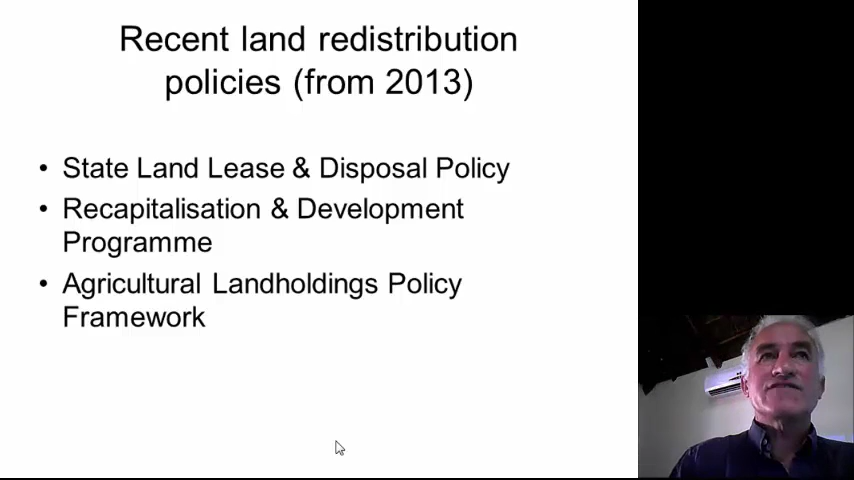 Recent land redistribution
policies (from 2013)
• State Land Lease & Disposal Policy
• Recapitalisation & Development
Programme
• Agricultural Landholdings Policy
Framework